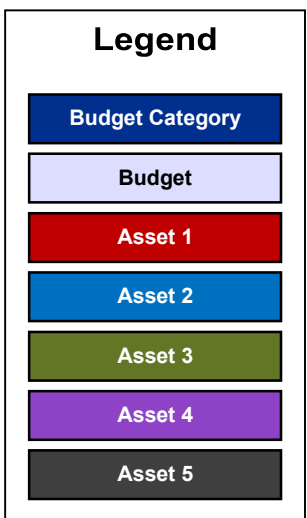 Legend
Budget Category
Budget
Asset 1
Asset 2
Asset 3
Asset 4
Asset 5